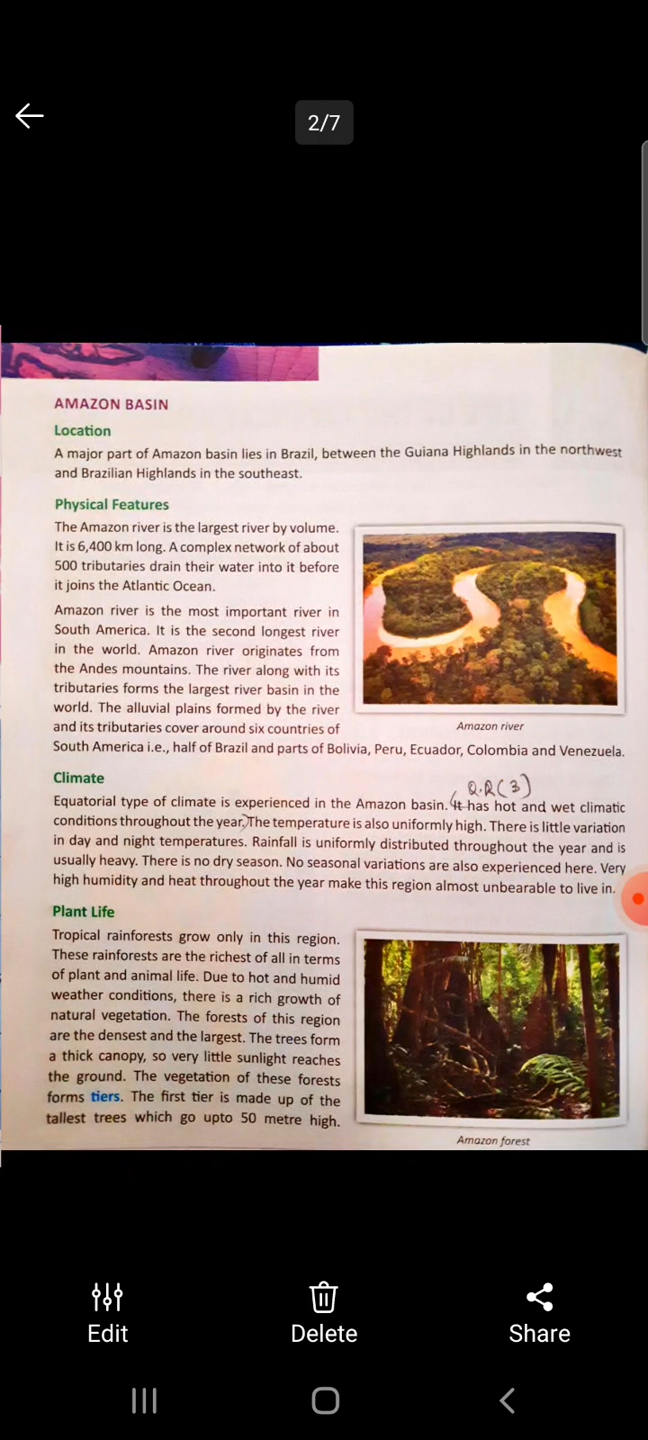 2/7
AMAZON BASIN
Location
A major part of Amazon basin lies in Brazil, between the Guiana Highlands in the northwest
and Brazilian Highlands in the southeast.
Physical Features
The Amazon river is the largest river by volume.
It is 6,400 km long. A complex network of about
500 tributaries drain their water into it before
it joins the Atlantic Ocean.
Amazon river is the most important river in
South America. It is the second longest river
in the world. Amazon river originates from
the Andes mountains. The river along with its
tributaries forms the largest river basin in the
world. The alluvial plains formed by the river
and its tributaries cover around six countries of
South America i.e., half of Brazil and parts of Bolivia, Peru, Ecuador, Colombia and Venezuela.
Amazon river
Climate
Q.R(3)
Equatorial type of climate is experienced in the Amazon basin. (It has hot and wet climatic
conditions throughout the year.) The temperature is also uniformly high. There is little variation
in day and night temperatures. Rainfall is uniformly distributed throughout the year and is
usually heavy. There is no dry season. No seasonal variations are also experienced here. Very
high humidity and heat throughout the year make this region almost unbearable to live in.
Plant Life
Tropical rainforests grow only in this region.
These rainforests are the richest of all in terms
of plant and animal life. Due to hot and humid
weather conditions, there is a rich growth of
natural vegetation. The forests of this region
are the densest and the largest. The trees form
a thick canopy, so very little sunlight reaches
the ground. The vegetation of these forests
forms tiers. The first tier is made up of the
tallest trees which go upto 50 metre high.
Amazon forest
Edit
Delete
Share